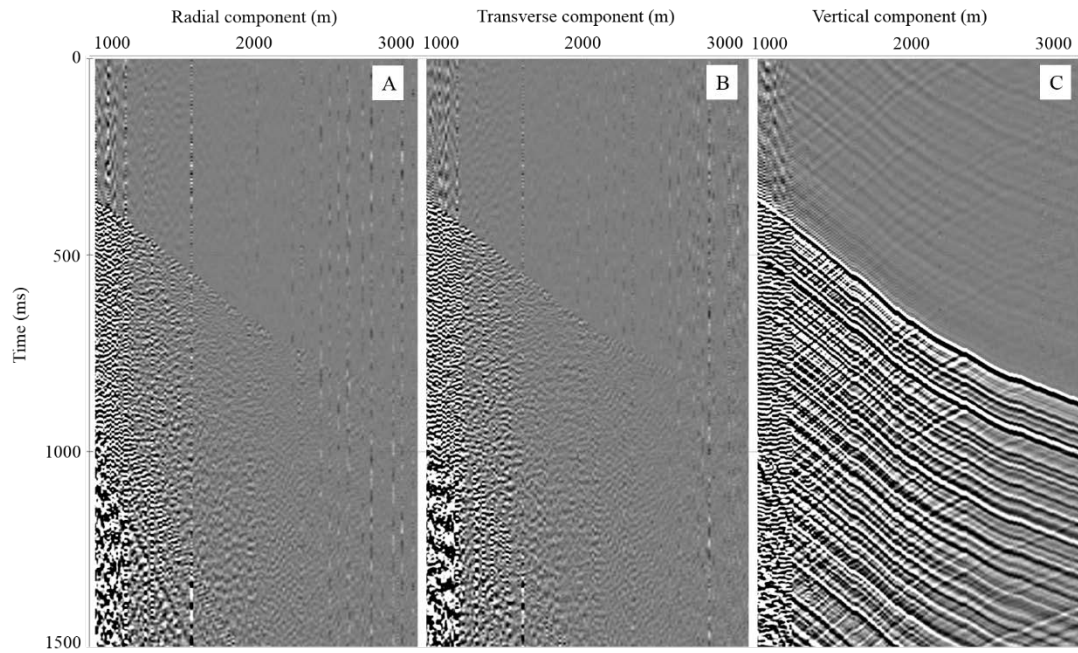 Radial component (m)
Transverse component (m)
Vertical component (m)
1000 2000 3000
1000 2000 3000
1000 2000 3000
A
B
C
Time (ms)
0
500
1000
1500